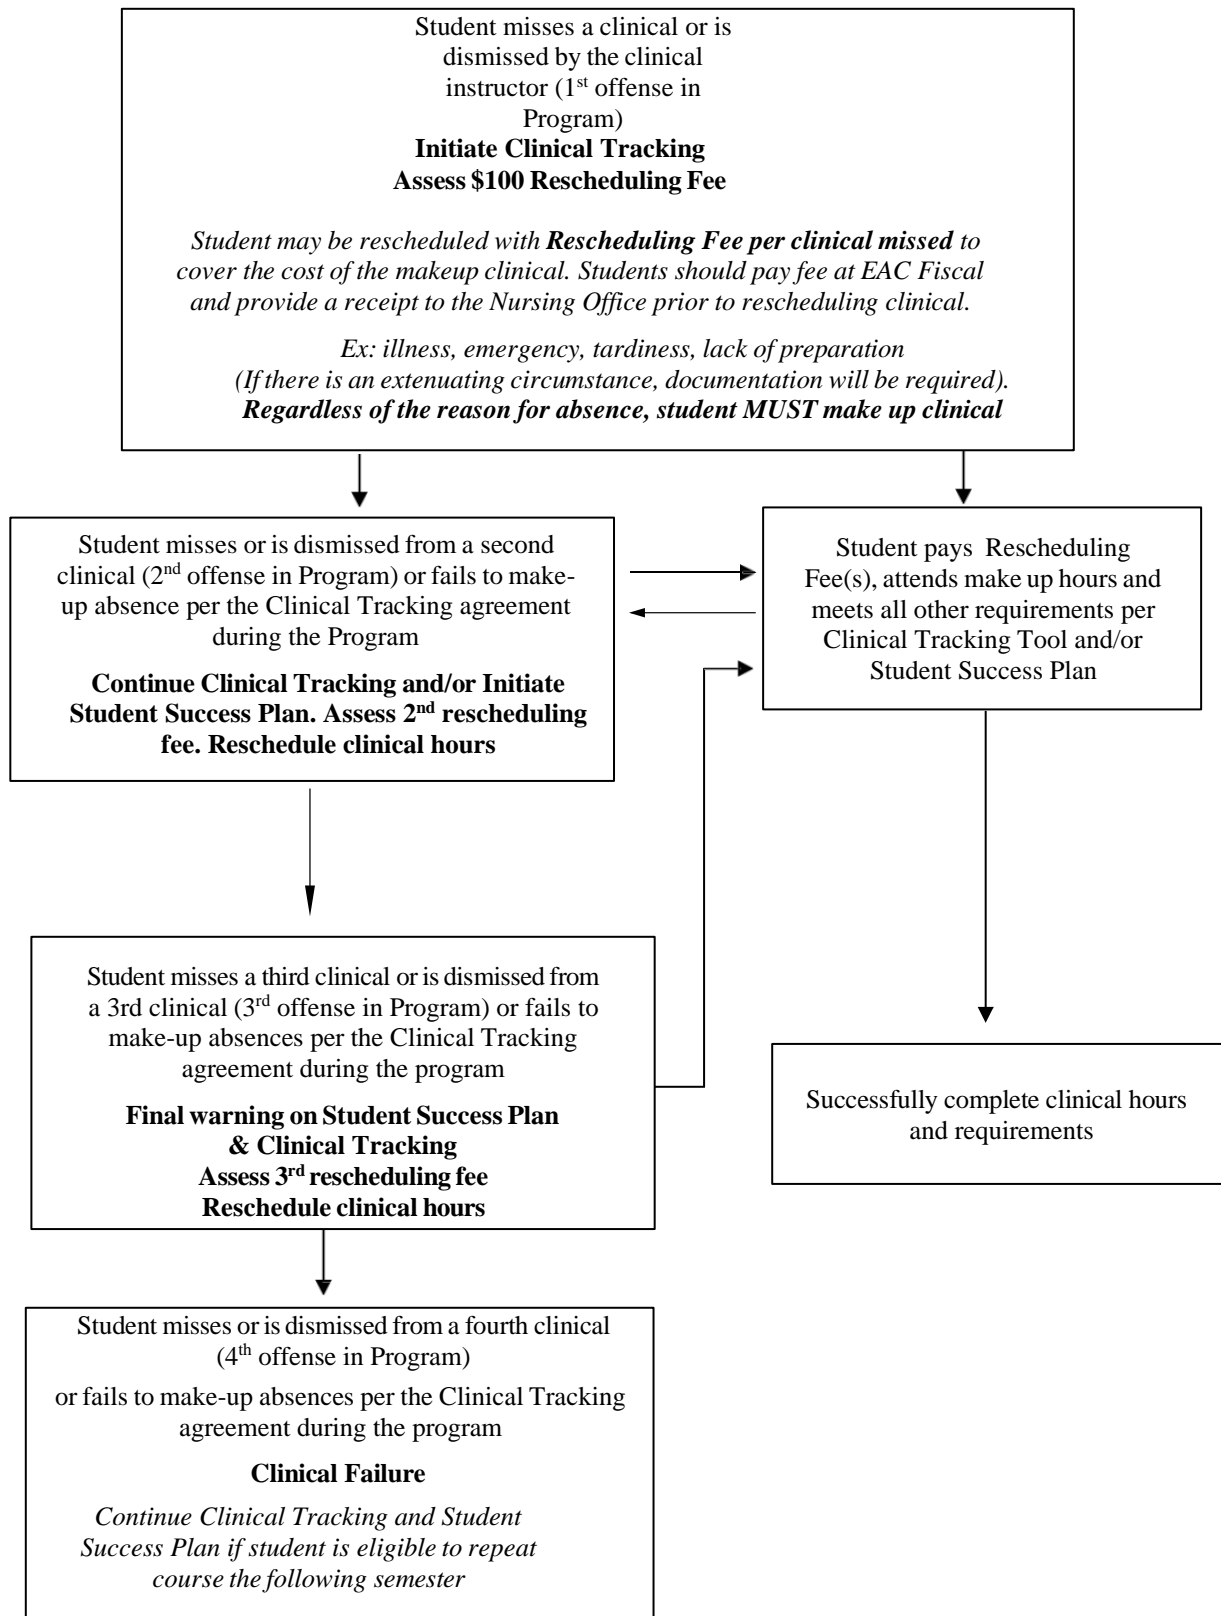 Student misses a clinical or is
dismissed by the clinical
instructor (1st offense in
Program)
Initiate Clinical Tracking
Assess $100 Rescheduling Fee
Student may be rescheduled with Rescheduling Fee per clinical missed to
cover the cost of the makeup clinical. Students should pay fee at EAC Fiscal
and provide a receipt to the Nursing Office prior to rescheduling clinical.
Ex: illness, emergency, tardiness, lack of preparation
(If there is an extenuating circumstance, documentation will be required).
Regardless of the reason for absence, student MUST make up clinical
Student misses or is dismissed from a second
clinical (2nd offense in Program) or fails to make-
up absence per the Clinical Tracking agreement
during the Program
Continue Clinical Tracking and/or Initiate
Student Success Plan. Assess 2nd rescheduling
fee. Reschedule clinical hours
Student pays Rescheduling
Fee(s), attends make up hours and
meets all other requirements per
Clinical Tracking Tool and/or
Student Success Plan
Student misses a third clinical or is dismissed from
a 3rd clinical (3rd offense in Program) or fails to
make-up absences per the Clinical Tracking
agreement during the program
Final warning on Student Success Plan
& Clinical Tracking
Assess 3rd rescheduling fee
Reschedule clinical hours
Successfully complete clinical hours
and requirements
Student misses or is dismissed from a fourth clinical
(4th offense in Program)
or fails to make-up absences per the Clinical Tracking
agreement during the program
Clinical Failure
Continue Clinical Tracking and Student
Success Plan if student is eligible to repeat
course the following semester